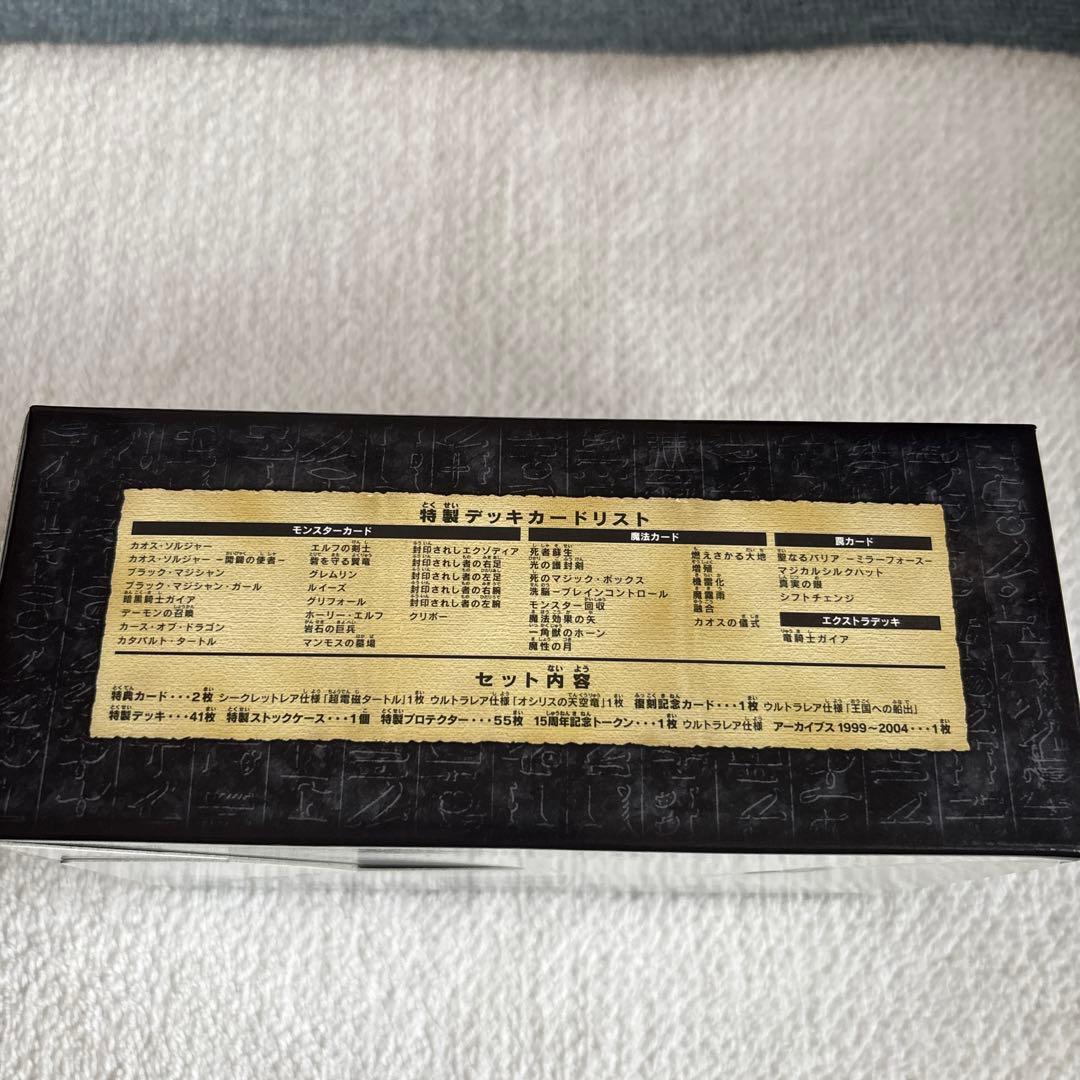 特製デッキカードリスト
モンスターカード
カオス・ソルジャー
カオス・ソルジャー －開闢の使者－
ブラック・マジシャン
ブラック・マジシャン・ガール
暗黒騎士ガイア
デーモンの召喚
カース・オブ・ドラゴン
カタパルト・タートル
エルフの剣士
砦を守る翼竜
グレムリン
ルイーズ
グリフォール
ホーリー・エルフ
岩石の巨兵
マンモスの墓場
封印されしエクゾディア
封印されし者の右足
封印されし者の左足
封印されし者の右腕
封印されし者の左腕
クリボー
魔法カード
死者蘇生
光の護封剣
死のマジック・ボックス
洗脳－ブレインコントロール
モンスター回収
魔法効果の矢
一角獣のホーン
魔性の月
燃えさかる大地
増殖
機雷化
魔霧雨
融合
カオスの儀式
罠カード
聖なるバリア －ミラーフォース－
マジカルシルクハット
真実の眼
シフトチェンジ
エクストラデッキ
竜騎士ガイア
セット内容
特典カード・・・2枚 シークレットレア仕様「超電磁タートル」1枚 ウルトラレア仕様「オシリスの天空竜」1枚 復刻記念カード・・・1枚 ウルトラレア仕様「王国への船出」
特製デッキ・・・41枚 特製ストックケース・・・1個 特製プロテクター・・・55枚 15周年記念トークン・・・1枚 ウルトラレア仕様 アーカイブス 1999～2004・・・1枚